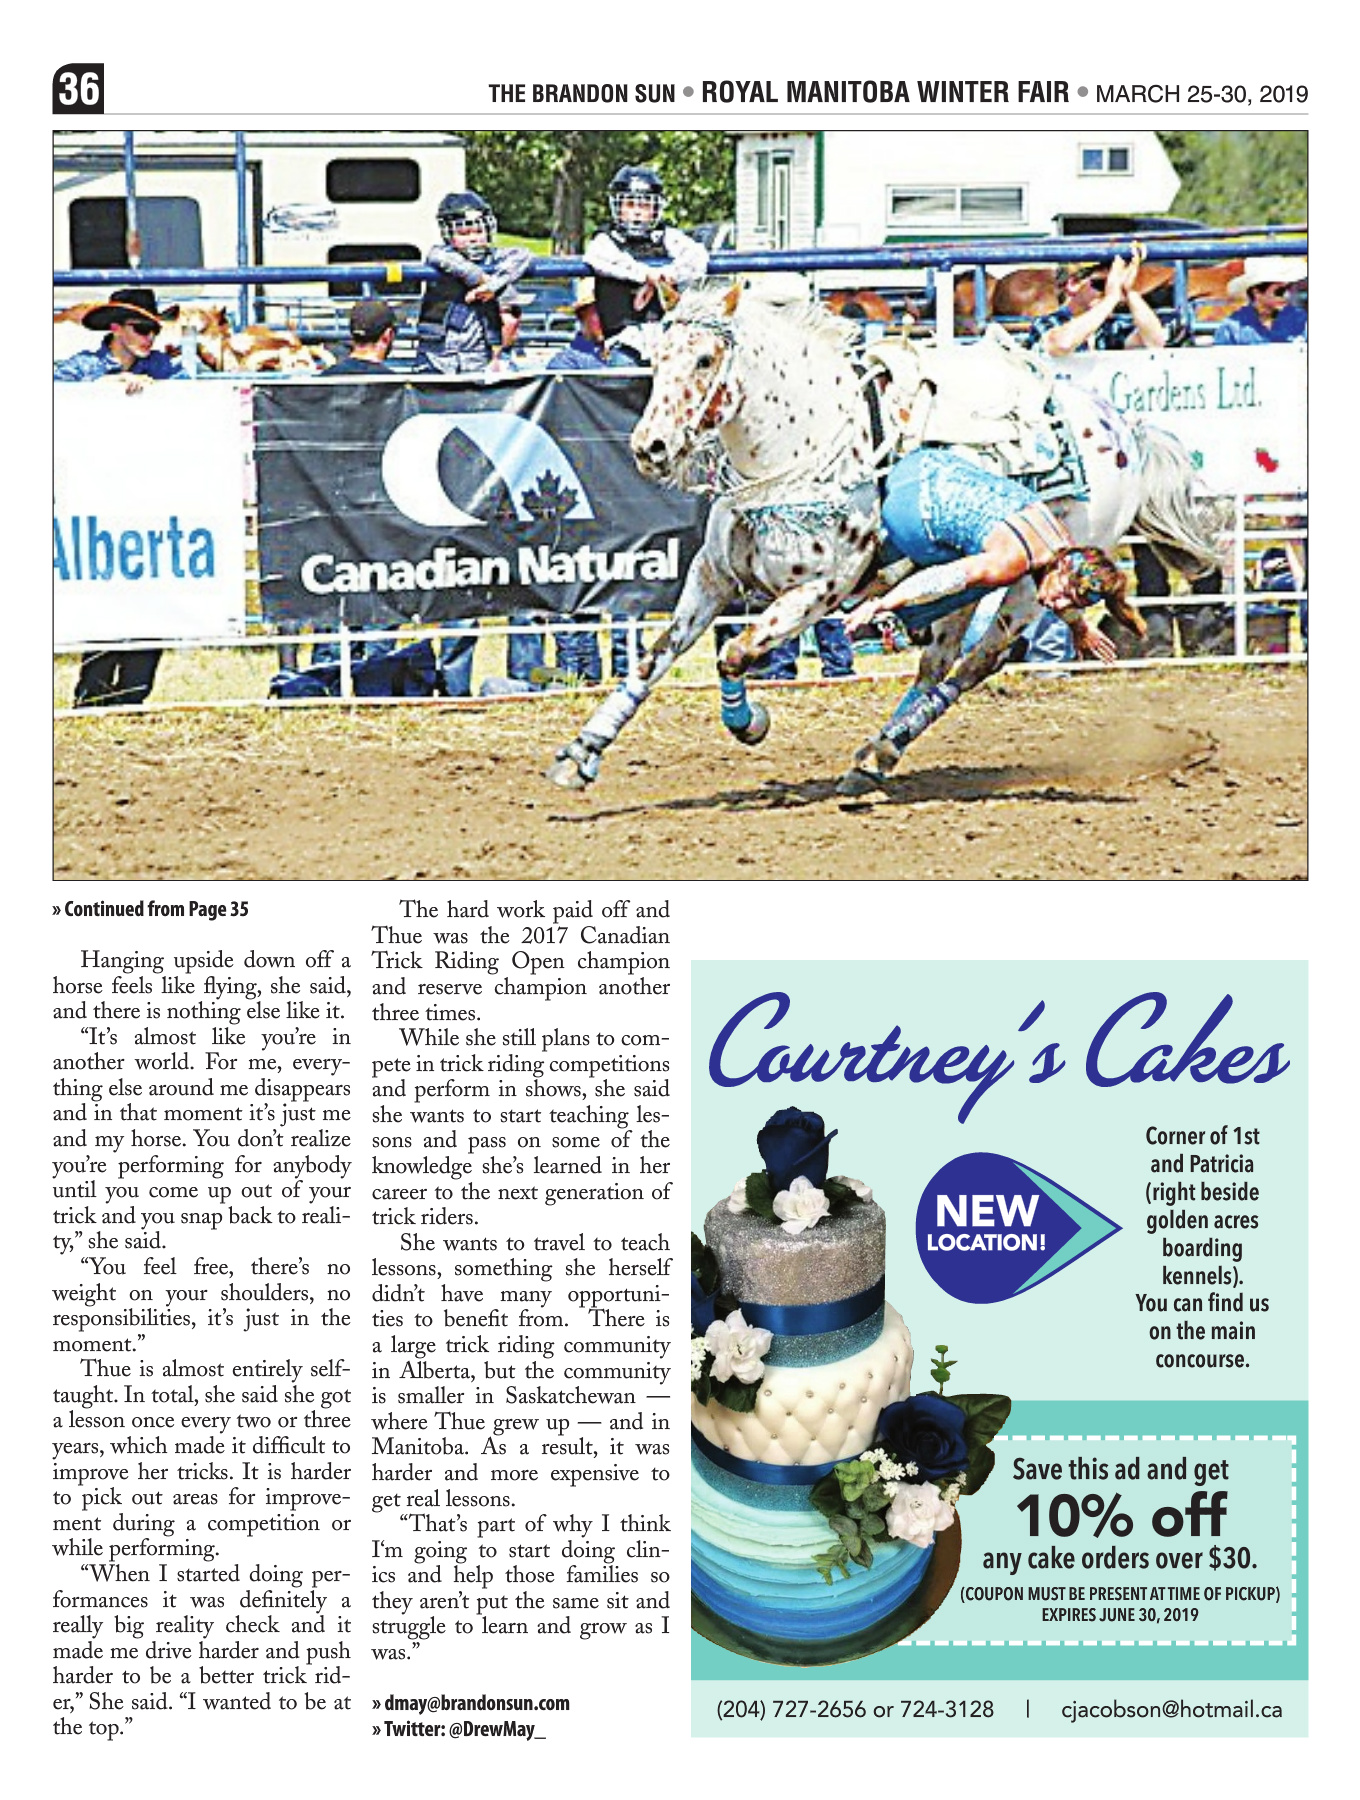 36
THE BRANDON SUN • ROYAL MANITOBA WINTER FAIR • MARCH 25-30, 2019
Gardens Ltd.
Alberta
Canadian Natural
» Continued from Page 35
Hanging upside down off a
horse feels like flying, she said,
and there is nothing else like it.
“It’s almost like you’re in
another world. For me, every-
thing else around me disappears
and in that moment it’s just me
and my horse. You don’t realize
you’re performing for anybody
until you come up out of your
trick and you snap back to reali-
ty,” she said.
“You feel free, there’s no
weight on your shoulders, no
responsibilities, it’s just in the
moment.”
Thue is almost entirely self-
taught. In total, she said she got
a lesson once every two or three
years, which made it difficult to
improve her tricks. It is harder
to pick out areas for improve-
ment during a competition or
while performing.
“When I started doing per-
formances it was definitely a
really big reality check and it
made me drive harder and push
harder to be a better trick rid-
er,” She said. “I wanted to be at
the top.”
The hard work paid off and
Thue was the 2017 Canadian
Trick Riding Open champion
and reserve champion another
three times.
While she still plans to com-
pete in trick riding competitions
and perform in shows, she said
she wants to start teaching les-
sons and pass on some of the
knowledge she’s learned in her
career to the next generation of
trick riders.
She wants to travel to teach
lessons, something she herself
didn’t have many opportuni-
ties to benefit from. There is
a large trick riding community
in Alberta, but the community
is smaller in Saskatchewan —
where Thue grew up — and in
Manitoba. As a result, it was
harder and more expensive to
get real lessons.
“That’s part of why I think
I‘m going to start doing clin-
ics and help those families so
they aren’t put the same sit and
struggle to learn and grow as I
was.”
» dmay@brandonsun.com
» Twitter: @DrewMay_
Courtney’s Cakes
NEW
LOCATION!
Corner of 1st
and Patricia
(right beside
golden acres
boarding
kennels).
You can find us
on the main
concourse.
Save this ad and get
10% off
any cake orders over $30.
(COUPON MUST BE PRESENT AT TIME OF PICKUP)
EXPIRES JUNE 30, 2019
(204) 727-2656 or 724-3128 | cjacobson@hotmail.ca